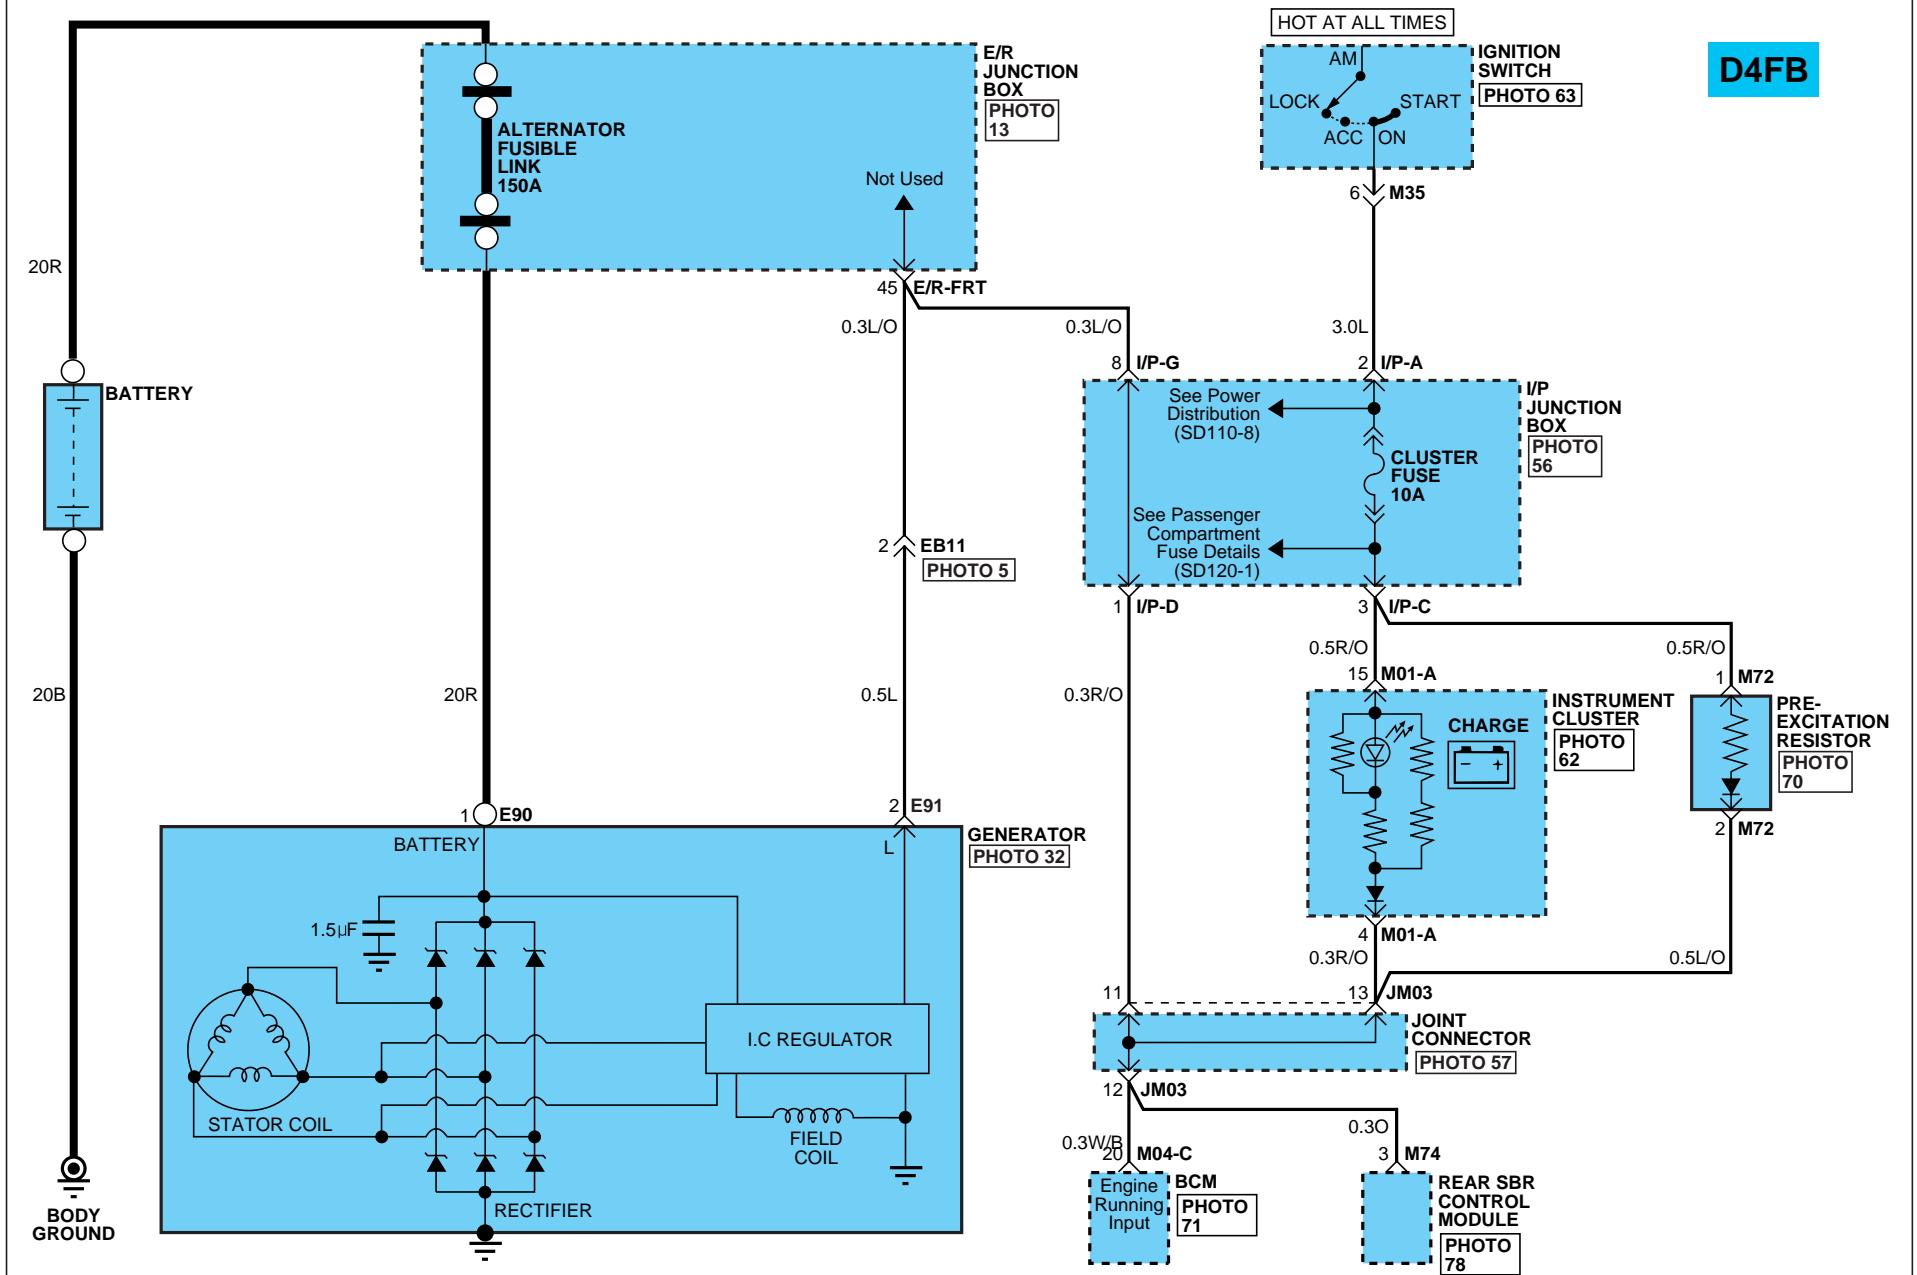 HOT AT ALL TIMES
D4FB
E/R
JUNCTION
BOX
PHOTO
13
ALTERNATOR
FUSIBLE
LINK
150A
Not Used
AM
LOCK
START
ACC
ON
IGNITION
SWITCH
PHOTO 63
6
M35
20R
45
E/R-FRT
0.3L/O
0.3L/O
3.0L
8
I/P-G
2
I/P-A
BATTERY
See Power
Distribution
(SD110-8)
CLUSTER
FUSE
10A
See Passenger
Compartment
Fuse Details
(SD120-1)
I/P
JUNCTION
BOX
PHOTO
56
2
EB11
PHOTO 5
1
I/P-D
3
I/P-C
20B
20R
0.5L
0.3R/O
0.5R/O
0.5R/O
15
M01-A
1
M72
CHARGE
- +
INSTRUMENT
CLUSTER
PHOTO
62
PRE-
EXCITATION
RESISTOR
PHOTO
70
1
E90
2
E91
BATTERY
L
GENERATOR
PHOTO 32
2
M72
4
M01-A
1.5μF
0.3R/O
0.5L/O
11
13
JM03
I.C REGULATOR
JOINT
CONNECTOR
PHOTO 57
STATOR COIL
FIELD
COIL
RECTIFIER
12
JM03
0.3W/B
0.3O
20
M04-C
3
M74
Engine
Running
Input
BCM
PHOTO
71
REAR SBR
CONTROL
MODULE
PHOTO
78
BODY
GROUND